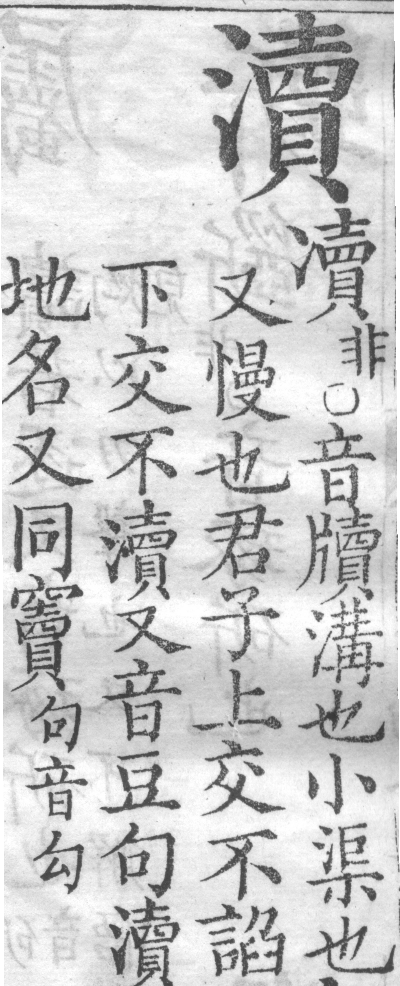 瀆
凟非○音牘溝也小渠也
又慢也君子上交不諂
下交不瀆又音豆句瀆
地名又同竇句音勾